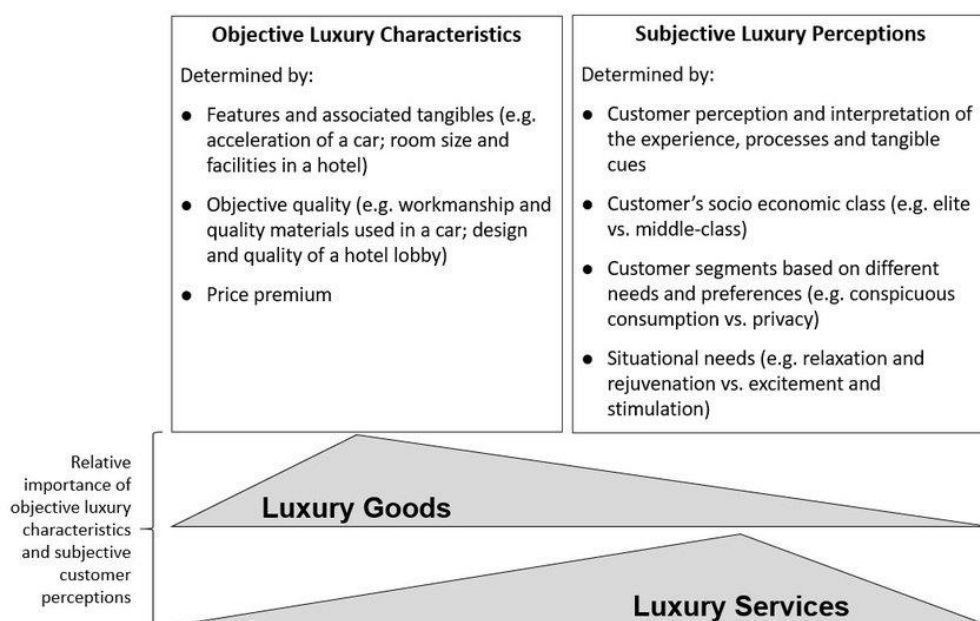 Objective Luxury Characteristics
Determined by:
● Features and associated tangibles (e.g.
acceleration of a car; room size and
facilities in a hotel)
● Objective quality (e.g. workmanship and
quality materials used in a car; design
and quality of a hotel lobby)
● Price premium
Subjective Luxury Perceptions
Determined by:
● Customer perception and interpretation of
the experience, processes and tangible
cues
● Customer’s socio economic class (e.g. elite
vs. middle-class)
● Customer segments based on different
needs and preferences (e.g. conspicuous
consumption vs. privacy)
● Situational needs (e.g. relaxation and
rejuvenation vs. excitement and
stimulation)
Relative
importance of
objective luxury
characteristics
and subjective
customer
perceptions
Luxury Goods
Luxury Services